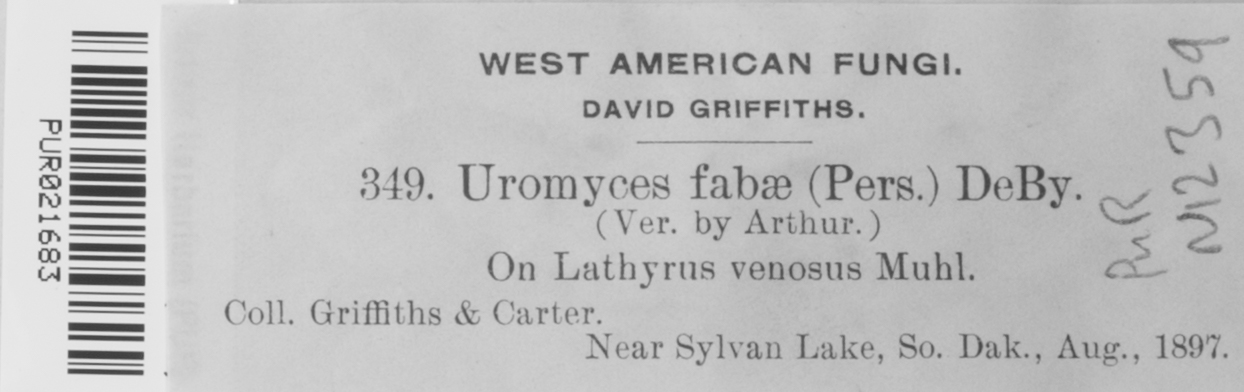 PUR021683
WEST AMERICAN FUNGI.
DAVID GRIFFITHS.
349. Uromyces fabæ (Pers.) DeBy.
(Ver. by Arthur.)
On Lathyrus venosus Muhl.
Coll. Griffiths & Carter.
Near Sylvan Lake, So. Dak., Aug., 1897.
PUR
N12359